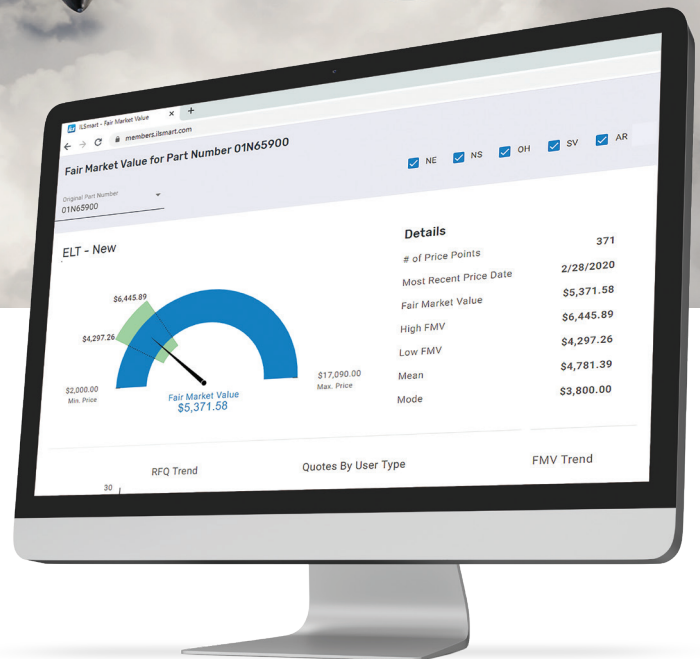 ILSmart - Fair Market Value
members.ilsmart.com
Fair Market Value for Part Number 01N65900
NE NS OH SV AR
Original Part Number
01N65900
ELT - New
$6,445.89
$4,297.26
$2,000.00
Min. Price
Fair Market Value
$5,371.58
$17,090.00
Max. Price
Details
# of Price Points 371
Most Recent Price Date 2/28/2020
Fair Market Value $5,371.58
High FMV $6,445.89
Low FMV $4,297.26
Mean $4,781.39
Mode $3,800.00
RFQ Trend
Quotes By User Type
FMV Trend
30